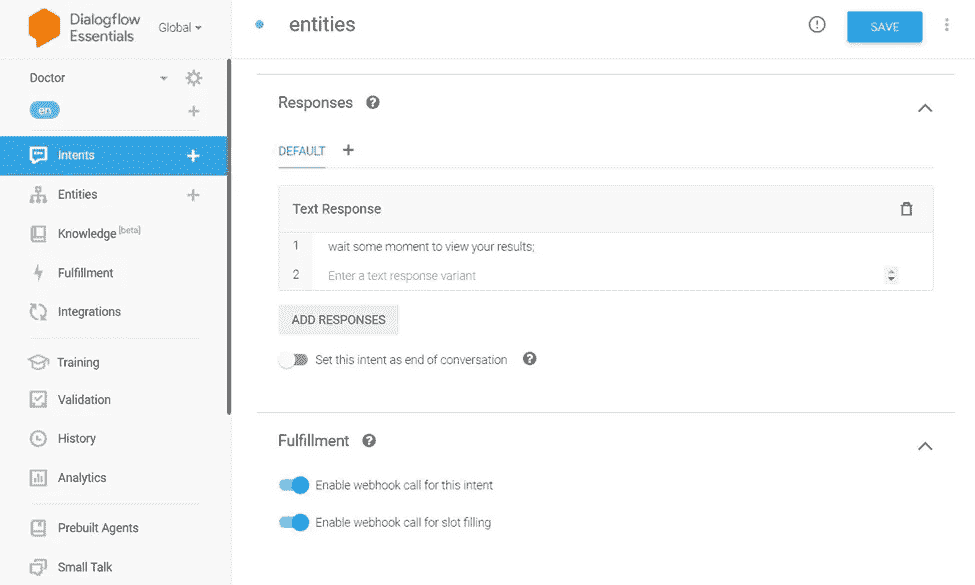 Dialogflow
Essentials
Global
entities
SAVE
Doctor
en
Intents
Entities
Knowledge [beta]
Fulfillment
Integrations
Training
Validation
History
Analytics
Prebuilt Agents
Small Talk
Responses
DEFAULT
Text Response
1 wait some moment to view your results;
2 Enter a text response variant
ADD RESPONSES
Set this intent as end of conversation
Fulfillment
Enable webhook call for this intent
Enable webhook call for slot filling